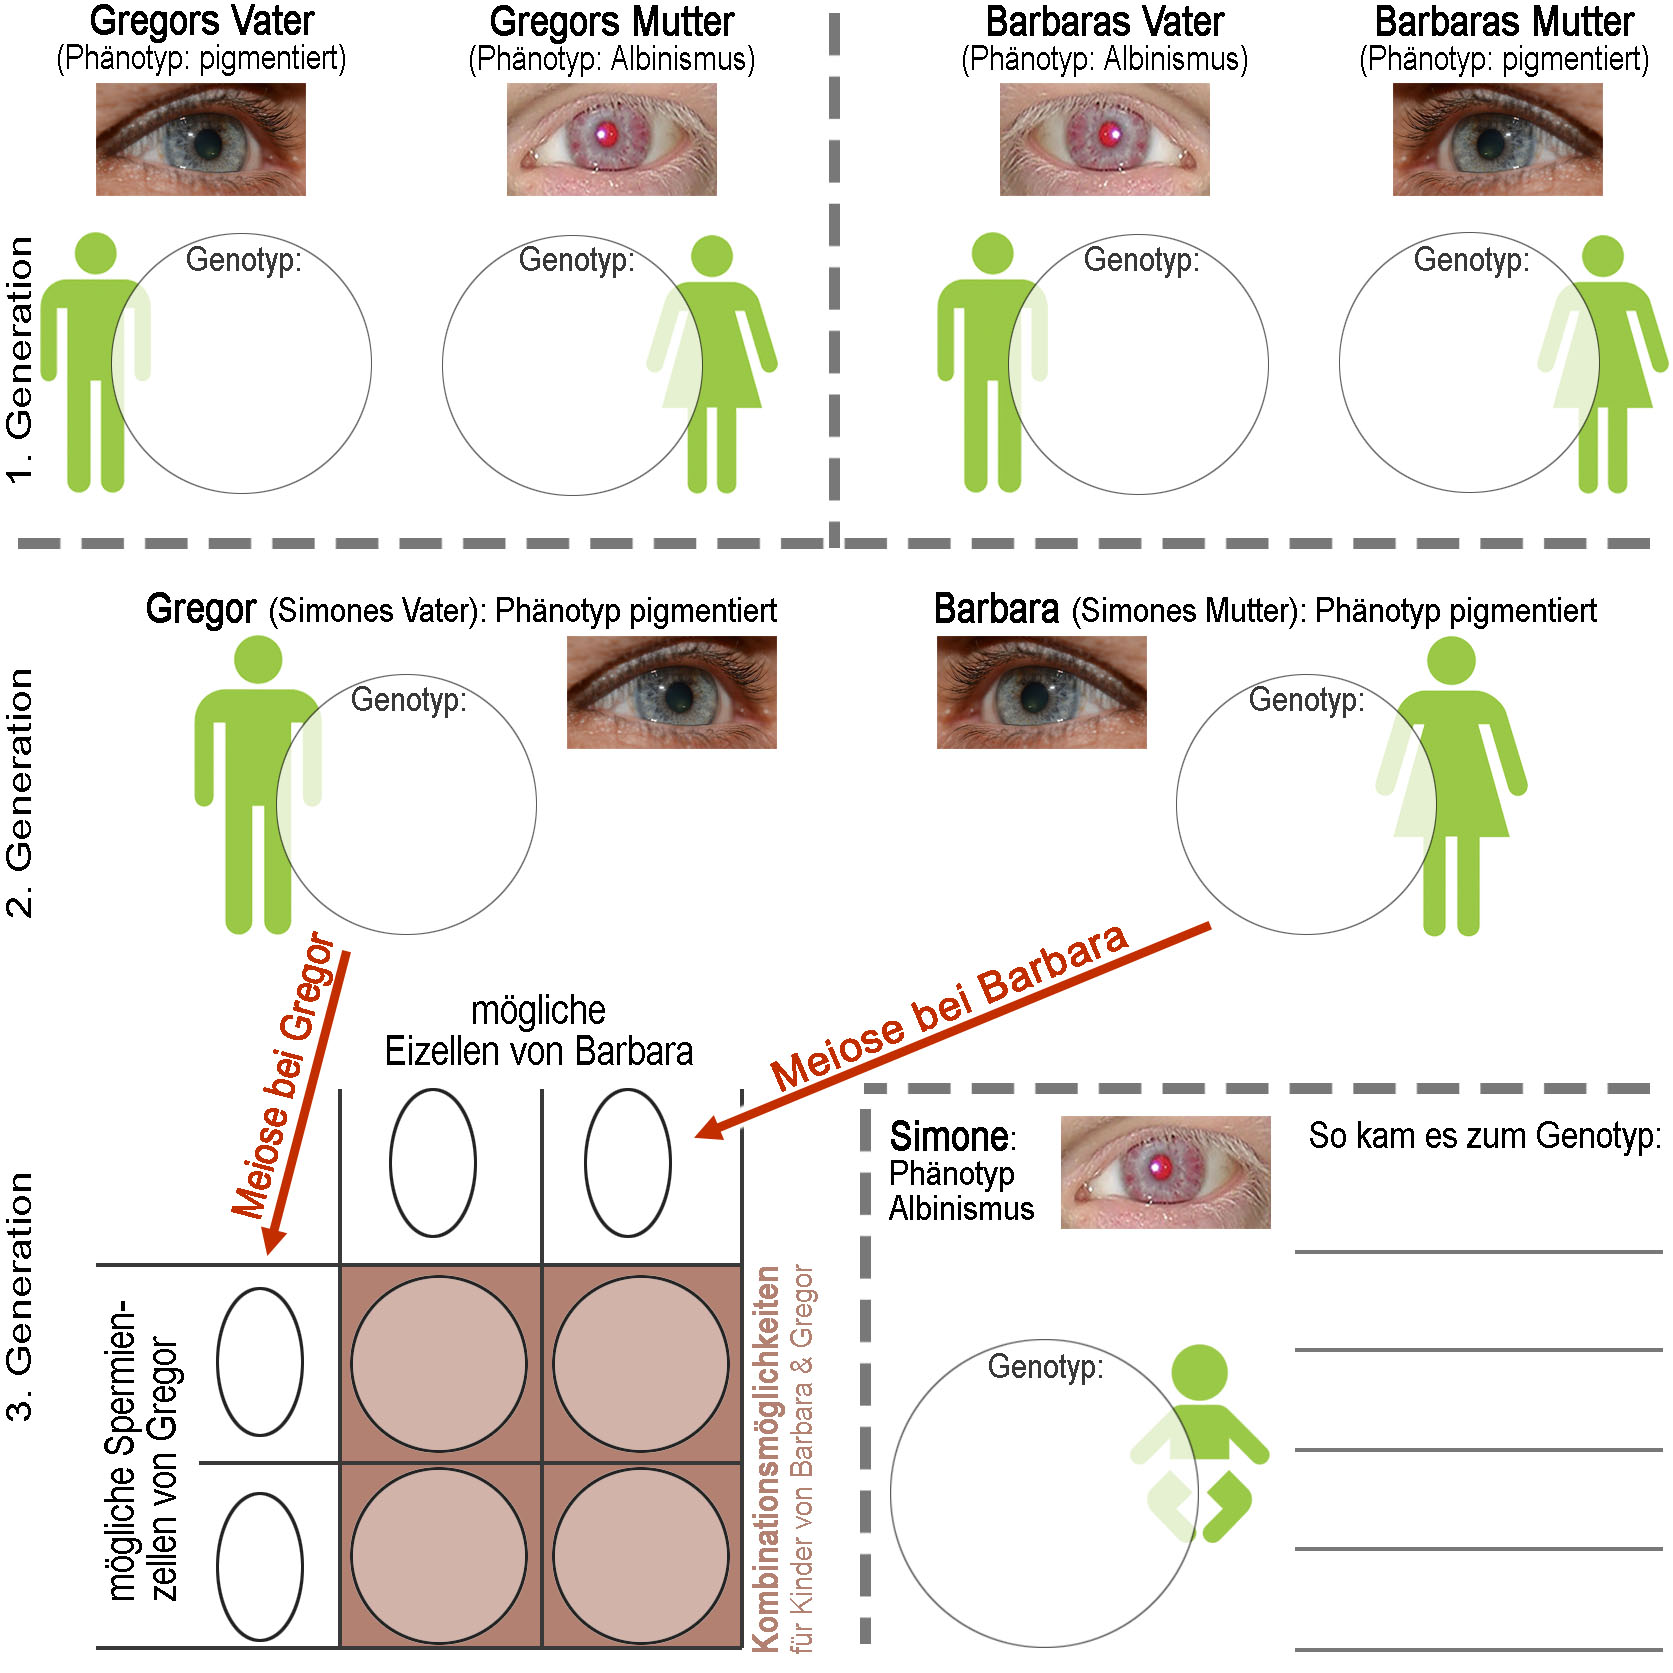 Gregors Vater
(Phänotyp: pigmentiert)
Gregors Mutter
(Phänotyp: Albinismus)
Barbaras Vater
(Phänotyp: Albinismus)
Barbaras Mutter
(Phänotyp: pigmentiert)
1. Generation
Genotyp:
Genotyp:
Genotyp:
Genotyp:
2. Generation
Gregor (Simones Vater): Phänotyp pigmentiert
Genotyp:
Barbara (Simones Mutter): Phänotyp pigmentiert
Genotyp:
Meiose bei Gregor
Meiose bei Barbara
3. Generation
mögliche
Eizellen von Barbara
mögliche Spermien-
zellen von Gregor
Kombinationsmöglichkeiten
für Kinder von Barbara & Gregor
Simone:
Phänotyp
Albinismus
Genotyp:
So kam es zum Genotyp: